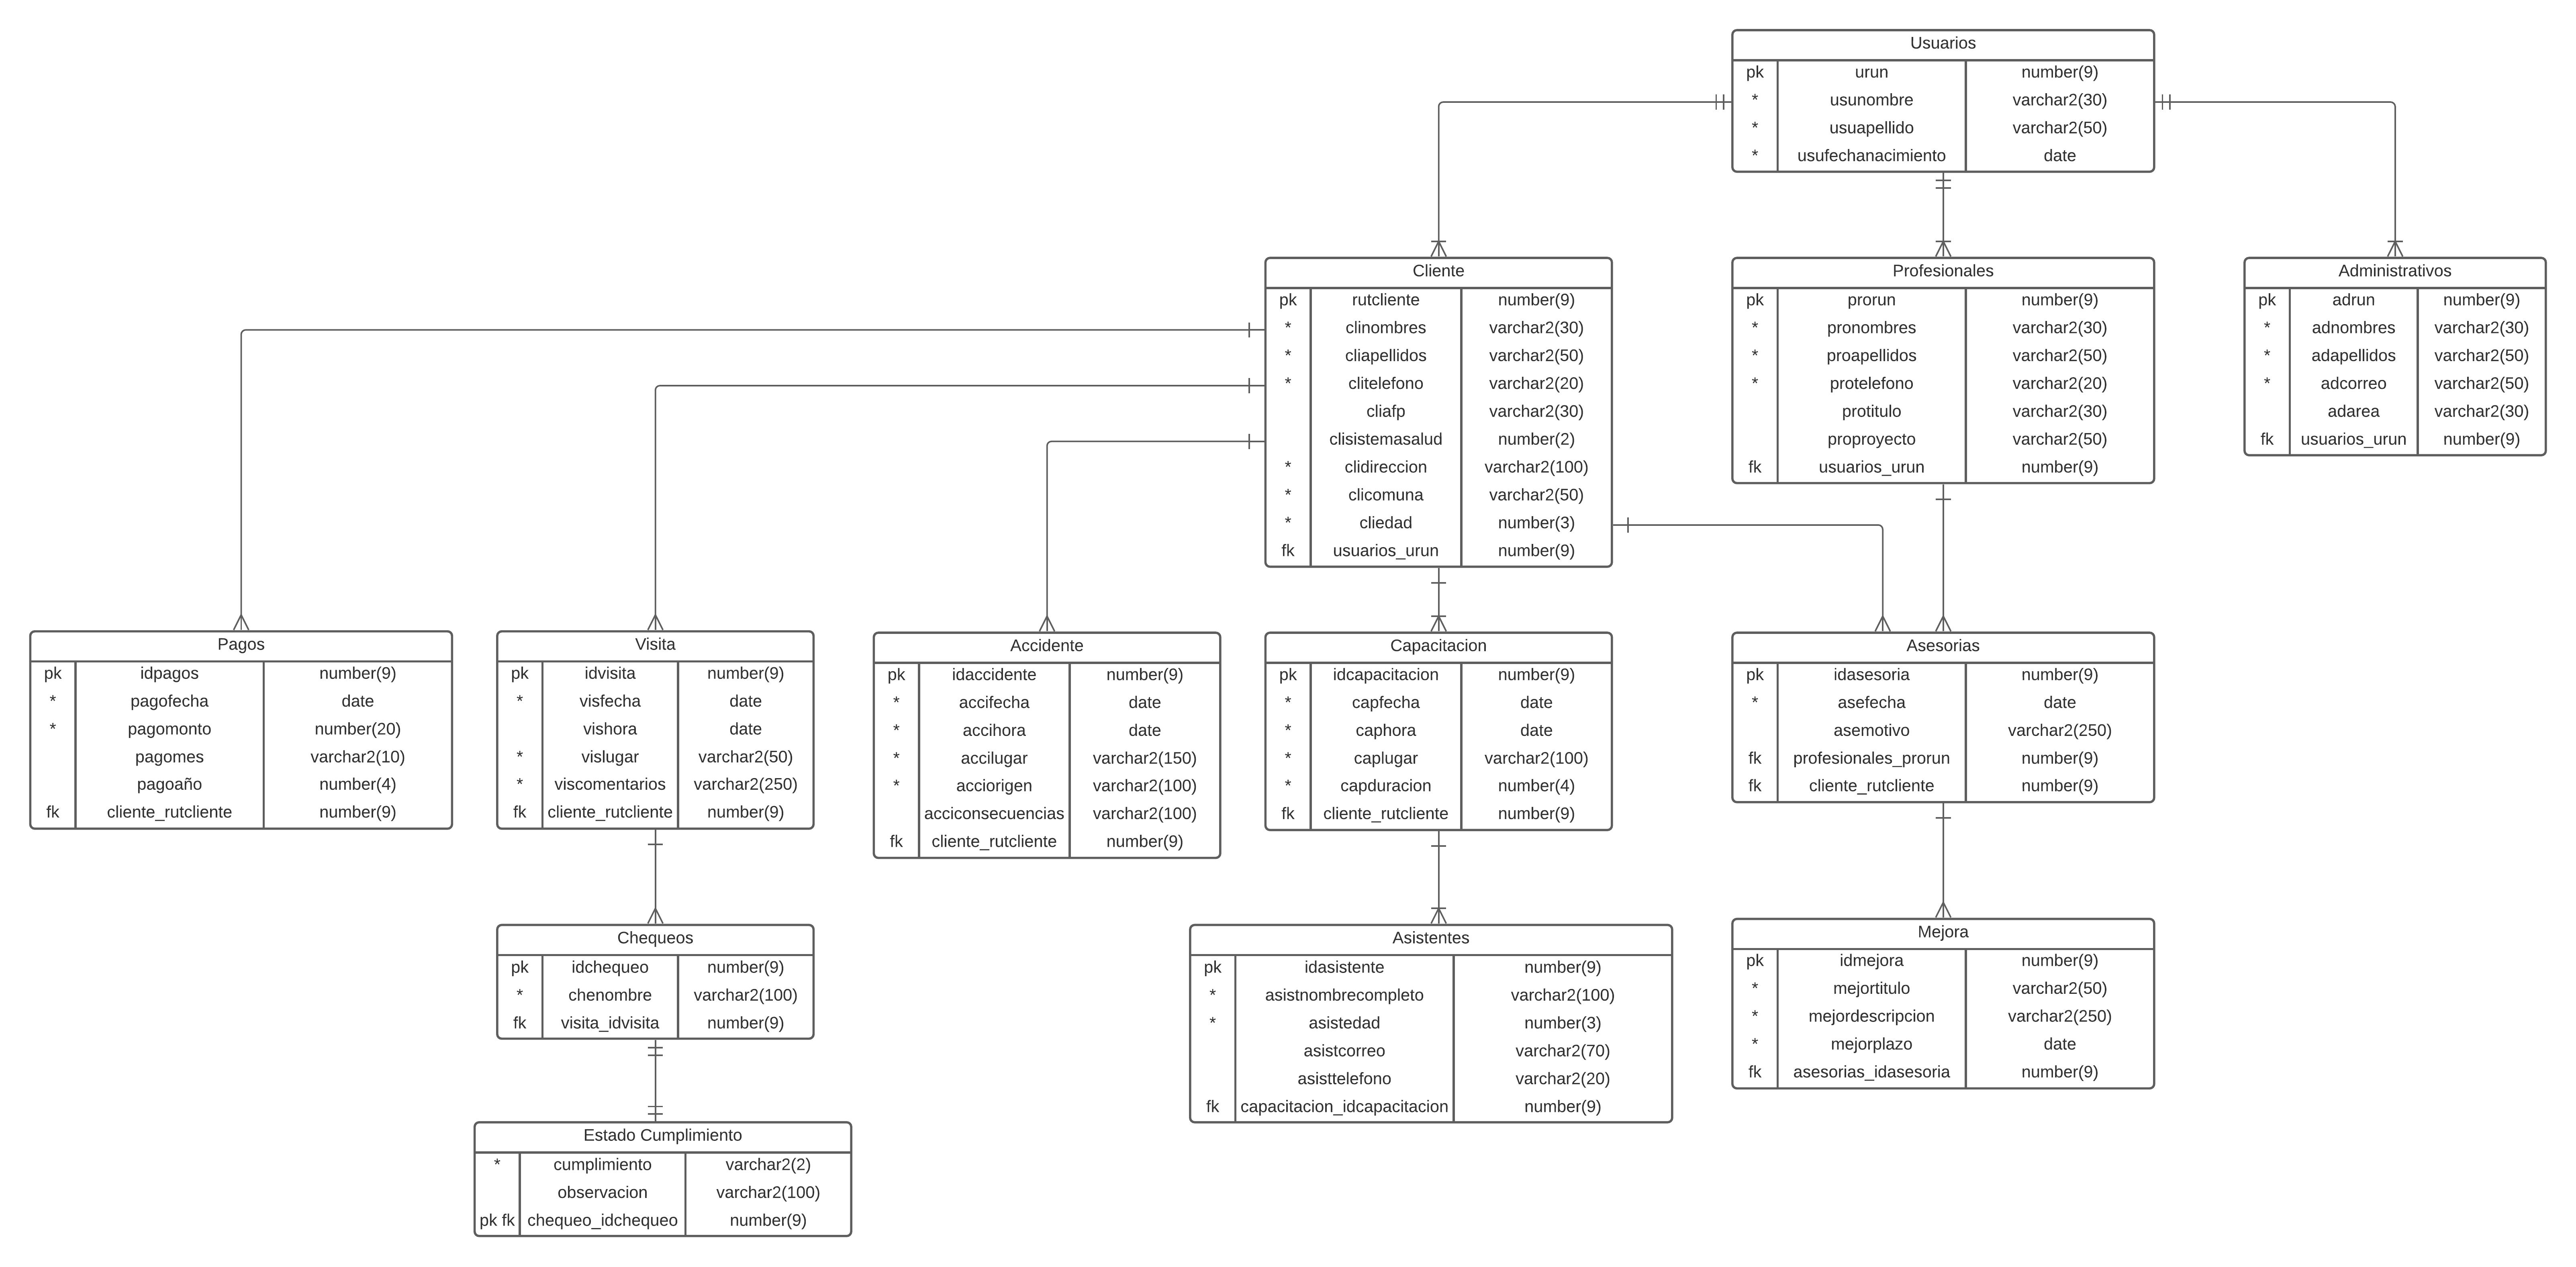 Usuarios
pk urun number(9)
* usunombre varchar2(30)
* usuapellido varchar2(50)
* usufechanacimiento date
Cliente
pk rutcliente number(9)
* clinombres varchar2(30)
* cliapellidos varchar2(50)
* clitelefono varchar2(20)
cliafp varchar2(30)
clisistemasalud number(2)
* clidireccion varchar2(100)
* clicomuna varchar2(50)
* cliedad number(3)
fk usuarios_urun number(9)
Profesionales
pk prorun number(9)
* pronombres varchar2(30)
* proapellidos varchar2(50)
* protelefono varchar2(20)
protitulo varchar2(30)
proproyecto varchar2(50)
fk usuarios_urun number(9)
Administrativos
pk adrun number(9)
* adnombres varchar2(30)
* adapellidos varchar2(50)
* adcorreo varchar2(50)
adarea varchar2(30)
fk usuarios_urun number(9)
Pagos
pk idpagos number(9)
* pagofecha date
* pagomonto number(20)
pagomes varchar2(10)
pagoaño number(4)
fk cliente_rutcliente number(9)
Visita
pk idvisita number(9)
* visfecha date
vishora date
* vislugar varchar2(50)
* viscomentarios varchar2(250)
fk cliente_rutcliente number(9)
Accidente
pk idaccidente number(9)
* accifecha date
* accihora date
* accilugar varchar2(150)
* acciorigen varchar2(100)
acciconsecuencias varchar2(100)
fk cliente_rutcliente number(9)
Capacitacion
pk idcapacitacion number(9)
* capfecha date
* caphora date
* caplugar varchar2(100)
* capduracion number(4)
fk cliente_rutcliente number(9)
Asesorias
pk idasesoria number(9)
* asefecha date
asemotivo varchar2(250)
fk profesionales_prorun number(9)
fk cliente_rutcliente number(9)
Chequeos
pk idchequeo number(9)
* chenombre varchar2(100)
fk visita_idvisita number(9)
Asistentes
pk idasistente number(9)
* asistnombrecompleto varchar2(100)
* asistedad number(3)
asistcorreo varchar2(70)
asisttelefono varchar2(20)
fk capacitacion_idcapacitacion number(9)
Mejora
pk idmejora number(9)
* mejortitulo varchar2(50)
* mejordescripcion varchar2(250)
* mejorplazo date
fk asesorias_idasesoria number(9)
Estado Cumplimiento
* cumplimiento varchar2(2)
observacion varchar2(100)
pk fk chequeo_idchequeo number(9)